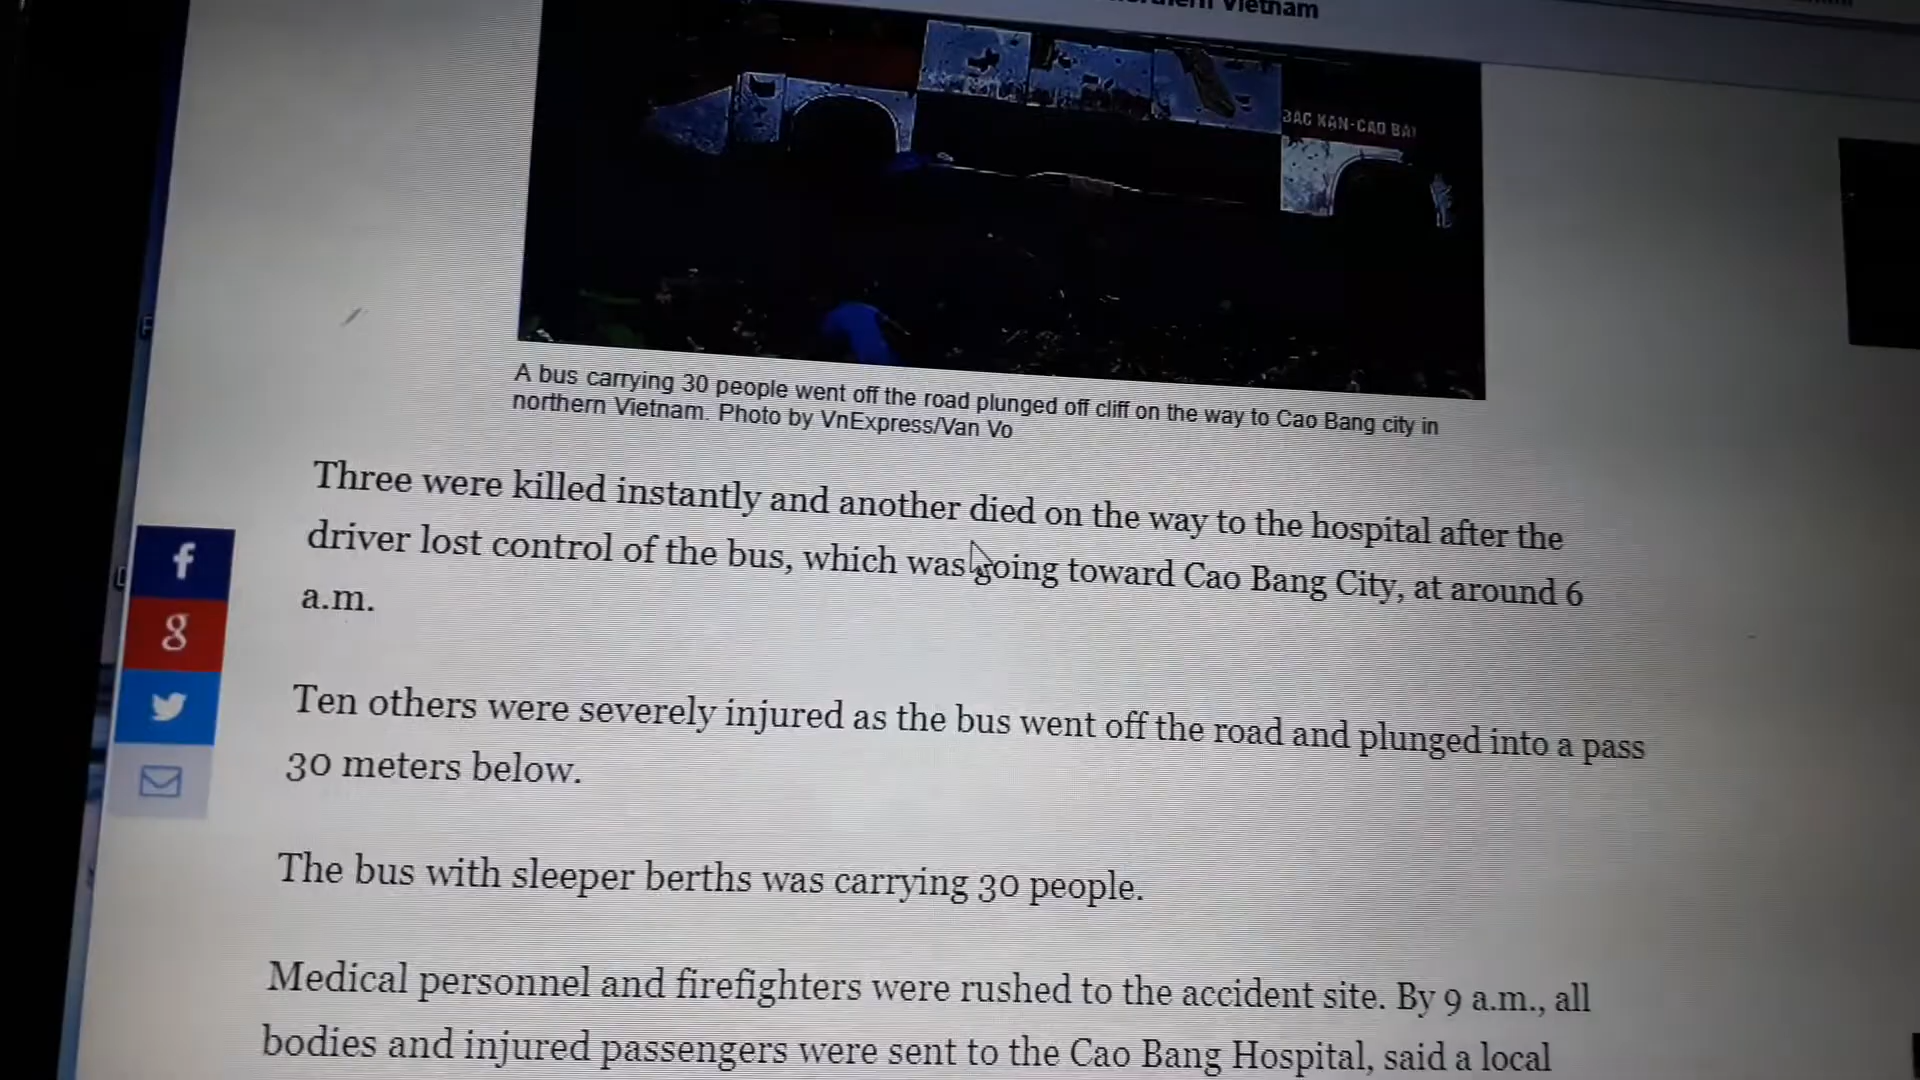 northern Vietnam
BAC KAN-CAO BA
A bus carrying 30 people went off the road plunged off cliff on the way to Cao Bang city in
northern Vietnam. Photo by VnExpress/Van Vo
Three were killed instantly and another died on the way to the hospital after the
driver lost control of the bus, which was going toward Cao Bang City, at around 6
a.m.
f
g
Ten others were severely injured as the bus went off the road and plunged into a pass
30 meters below.
The bus with sleeper berths was carrying 30 people.
Medical personnel and firefighters were rushed to the accident site. By 9 a.m., all
bodies and injured passengers were sent to the Cao Bang Hospital, said a local